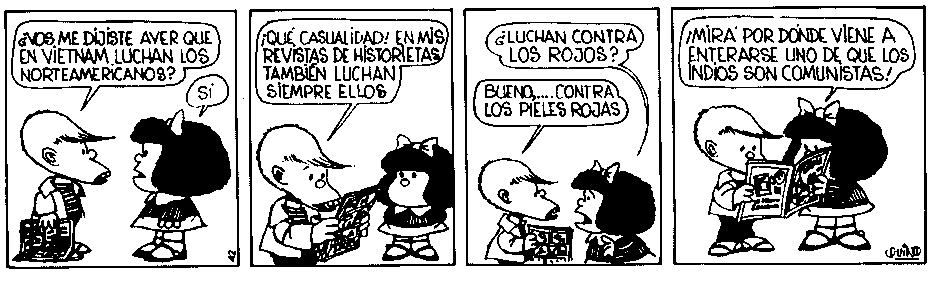 ¿VOS, ME DIJISTE AYER QUE
EN VIETNAM LUCHAN LOS
NORTEAMERICANOS?
SÍ
42
¡QUÉ CASUALIDAD! EN MIS
REVISTAS DE HISTORIETAS
TAMBIÉN LUCHAN
SIEMPRE ELLOS
¿LUCHAN CONTRA
LOS ROJOS?
BUENO,....CONTRA
LOS PIELES ROJAS
¡MIRÁ POR DÓNDE VIENE A
ENTERARSE UNO DE QUE LOS
INDIOS SON COMUNISTAS!
QUINO